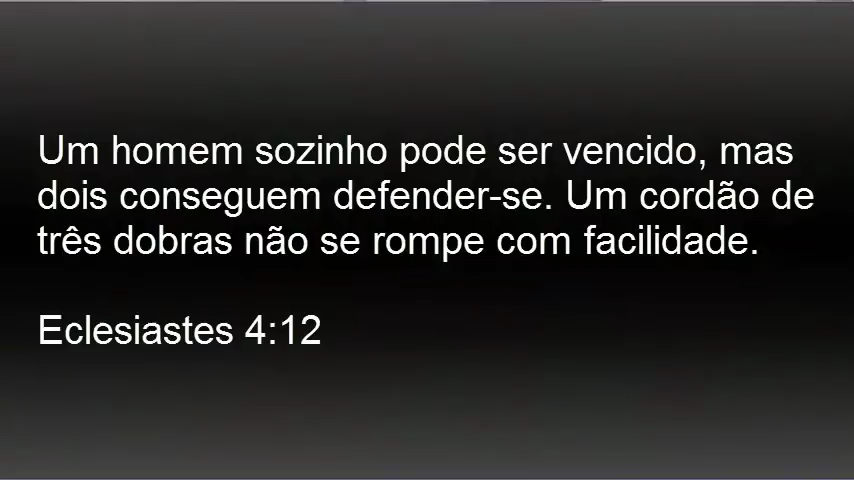 Um homem sozinho pode ser vencido, mas
dois conseguem defender-se. Um cordão de
três dobras não se rompe com facilidade.
Eclesiastes 4:12